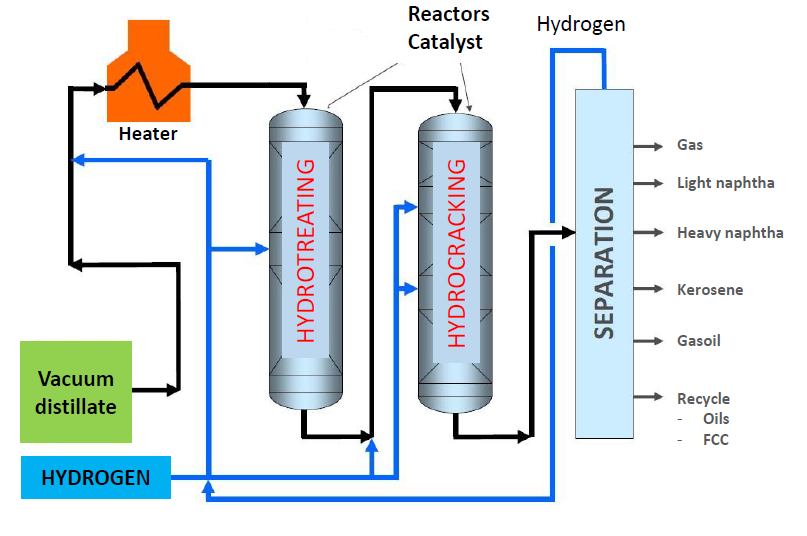 Reactors
Catalyst
Hydrogen
Heater
HYDROTREATING
HYDROCRACKING
SEPARATION
Gas
Light naphtha
Heavy naphtha
Kerosene
Gasoil
Recycle
- Oils
- FCC
Vacuum
distillate
HYDROGEN